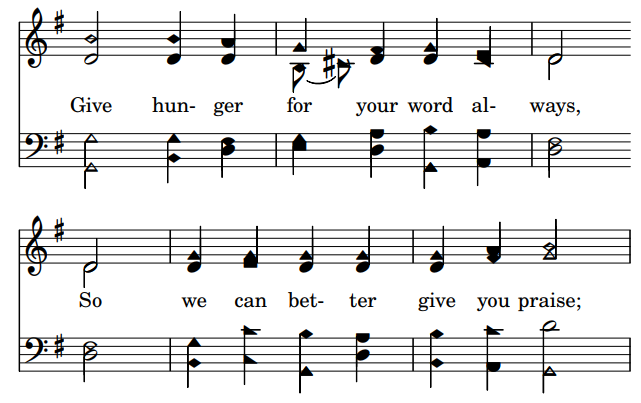 Give hun- ger for your word al- ways,
So we can bet- ter give you praise;